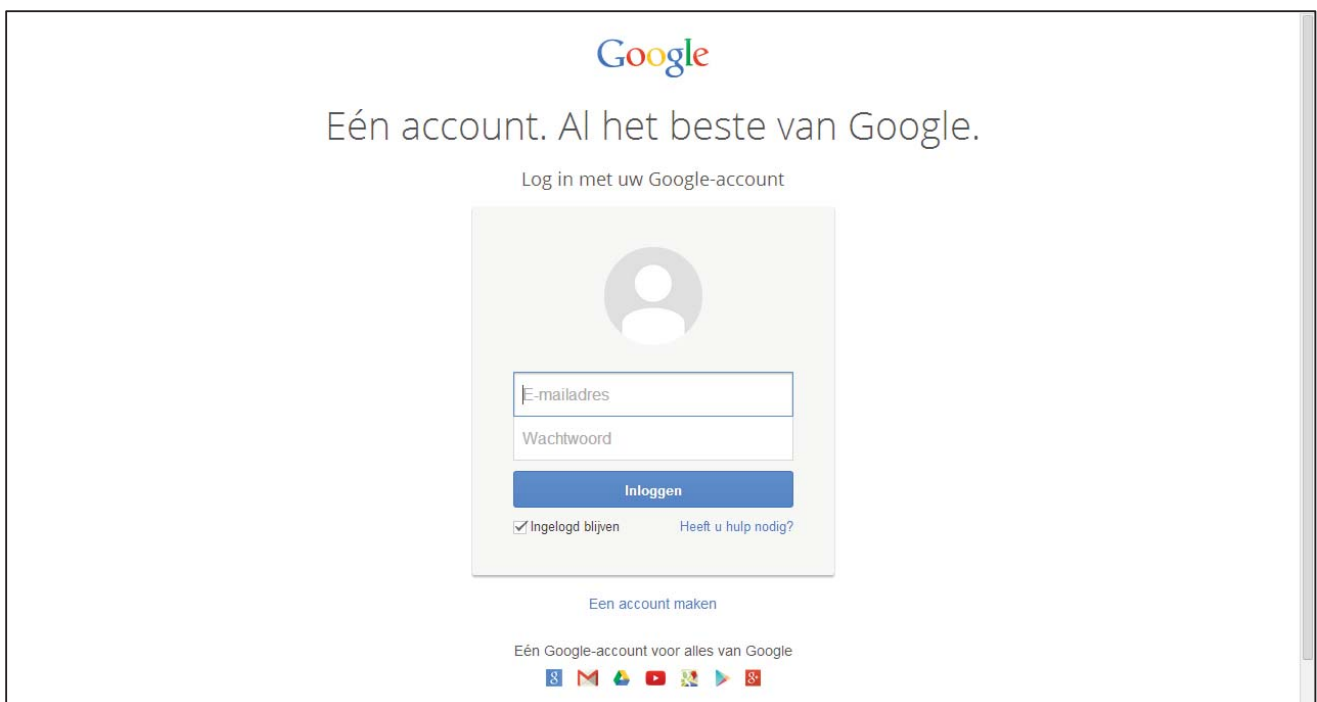 Google
Eén account. Al het beste van Google.
Log in met uw Google-account
E-mailadres
Wachtwoord
Inloggen
Ingelogd blijven Heeft u hulp nodig?
Een account maken
Eén Google-account voor alles van Google